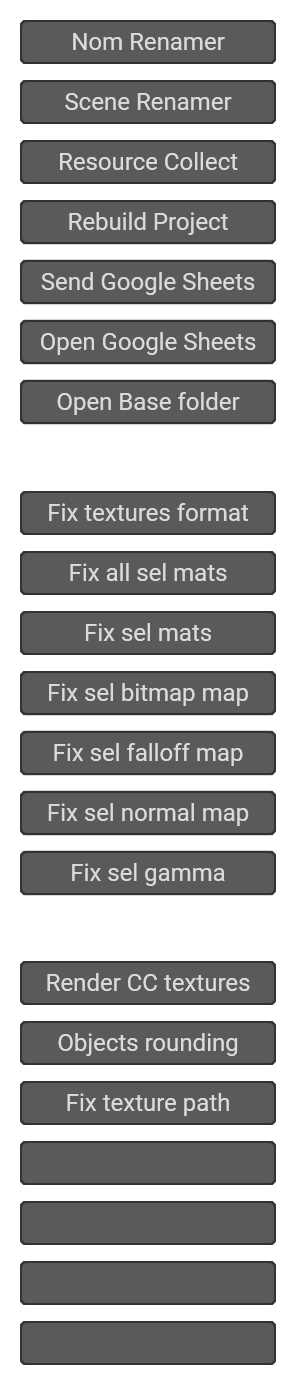 Nom Renamer
Scene Renamer
Resource Collect
Rebuild Project
Send Google Sheets
Open Google Sheets
Open Base folder
Fix textures format
Fix all sel mats
Fix sel mats
Fix sel bitmap map
Fix sel falloff map
Fix sel normal map
Fix sel gamma
Render CC textures
Objects rounding
Fix texture path